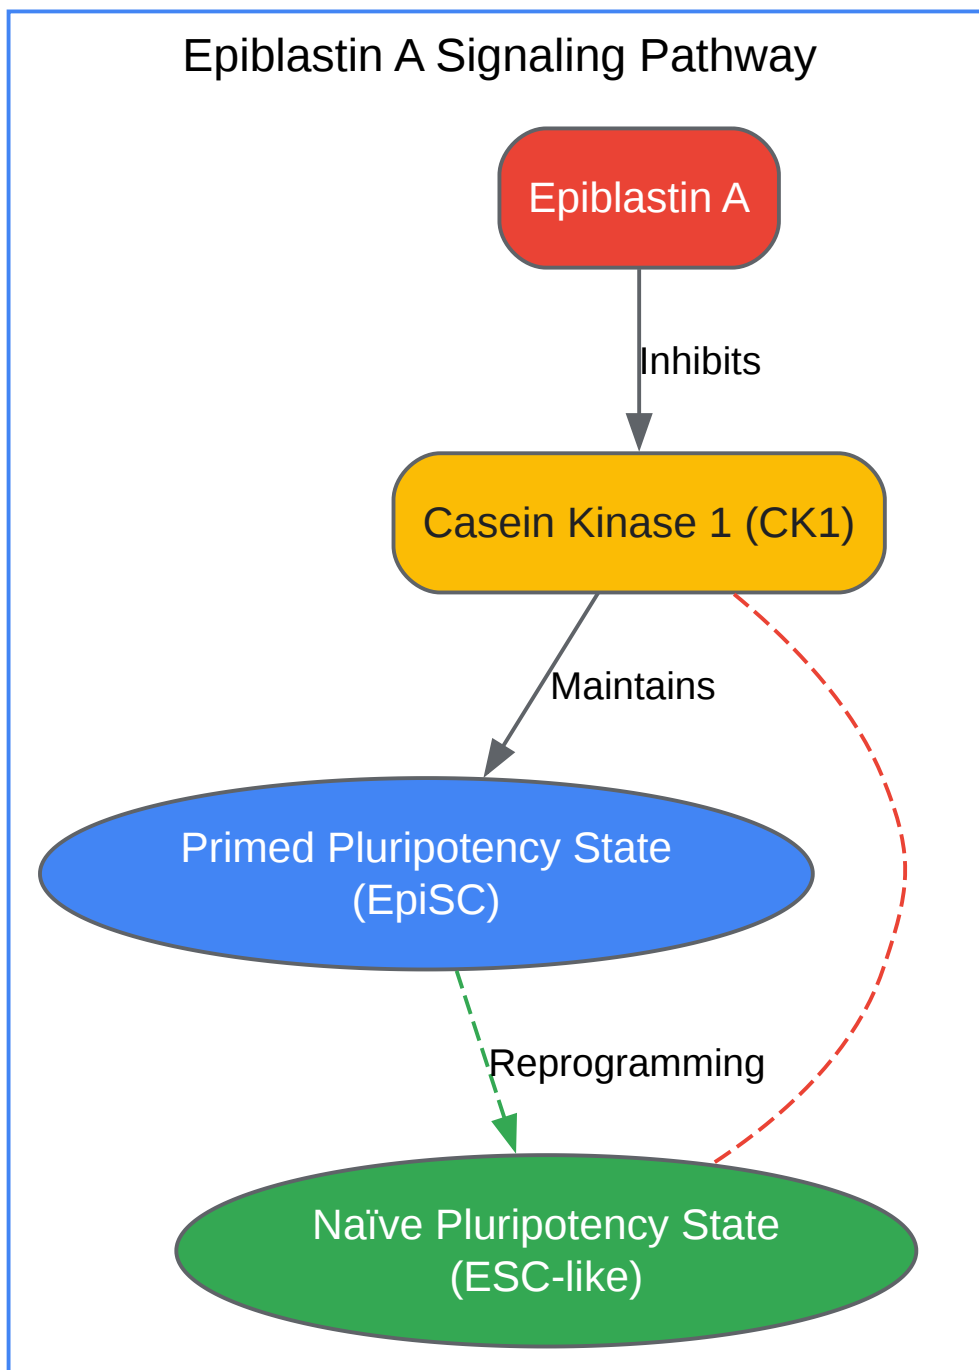 Epiblastin A Signaling Pathway
Epiblastin A
Inhibits
Casein Kinase 1 (CK1)
Maintains
Primed Pluripotency State
(EpiSC)
Reprogramming
Naïve Pluripotency State
(ESC-like)